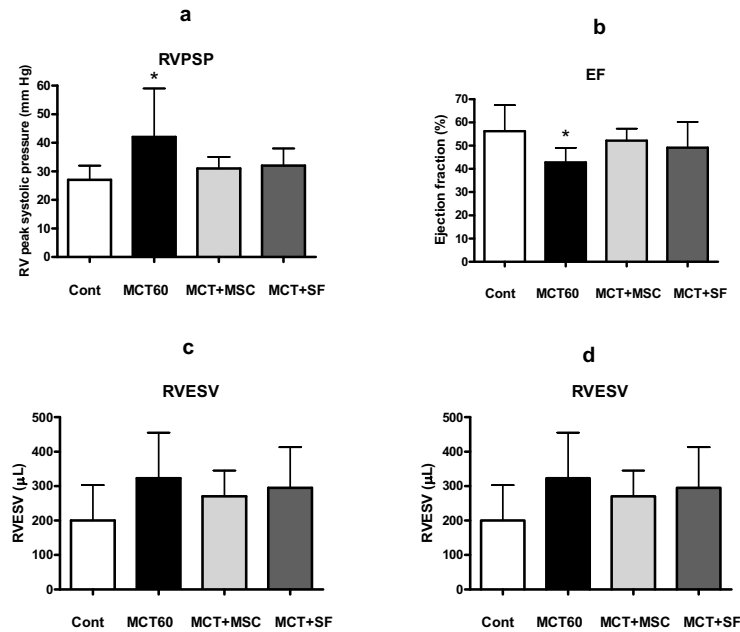 a
RVPSP
RV peak systolic pressure (mm Hg)
60
50
40
30
20
10
0
*
Cont MCT60 MCT+MSC MCT+SF
b
EF
Ejection fraction (%)
70
60
50
40
30
20
10
0
*
Cont MCT60 MCT+MSC MCT+SF
c
RVESV
RVESV (µL)
500
400
300
200
100
0
Cont MCT60 MCT+MSC MCT+SF
d
RVESV
RVESV (µL)
500
400
300
200
100
0
Cont MCT60 MCT+MSC MCT+SF